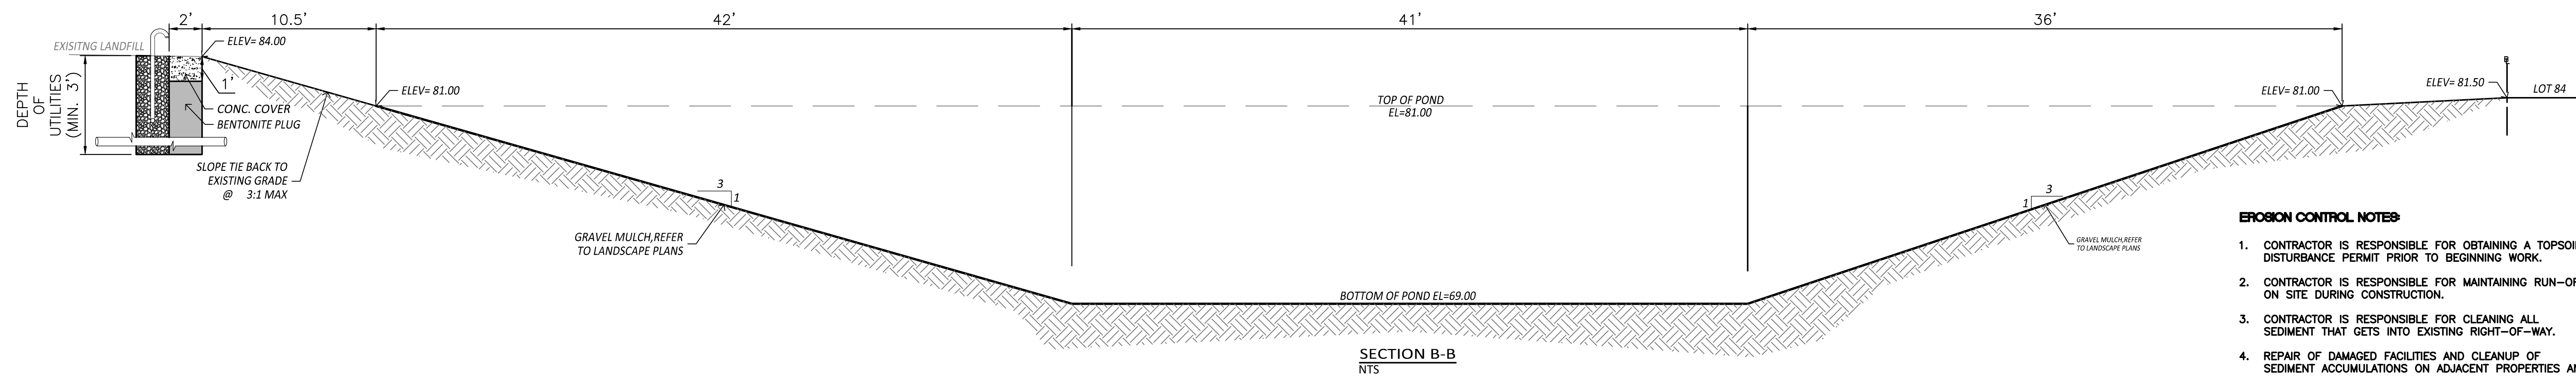 2'
10.5'
42'
41'
36'
EXISITNG LANDFILL
ELEV= 84.00
DEPTH
OF
UTILITIES
(MIN. 3')
1'
CONC. COVER
BENTONITE PLUG
SLOPE TIE BACK TO
EXISTING GRADE
@ 3:1 MAX
ELEV= 81.00
3
1
GRAVEL MULCH,REFER
TO LANDSCAPE PLANS
TOP OF POND
EL=81.00
BOTTOM OF POND EL=69.00
SECTION B-B
NTS
ELEV= 81.00
ELEV= 81.50
LOT 84
3
1
GRAVEL MULCH,REFER
TO LANDSCAPE PLANS
EROSION CONTROL NOTES:
1. CONTRACTOR IS RESPONSIBLE FOR OBTAINING A TOPSOI
DISTURBANCE PERMIT PRIOR TO BEGINNING WORK.
2. CONTRACTOR IS RESPONSIBLE FOR MAINTAINING RUN-OF
ON SITE DURING CONSTRUCTION.
3. CONTRACTOR IS RESPONSIBLE FOR CLEANING ALL
SEDIMENT THAT GETS INTO EXISTING RIGHT-OF-WAY.
4. REPAIR OF DAMAGED FACILITIES AND CLEANUP OF
SEDIMENT ACCUMULATIONS ON ADJACENT PROPERTIES A